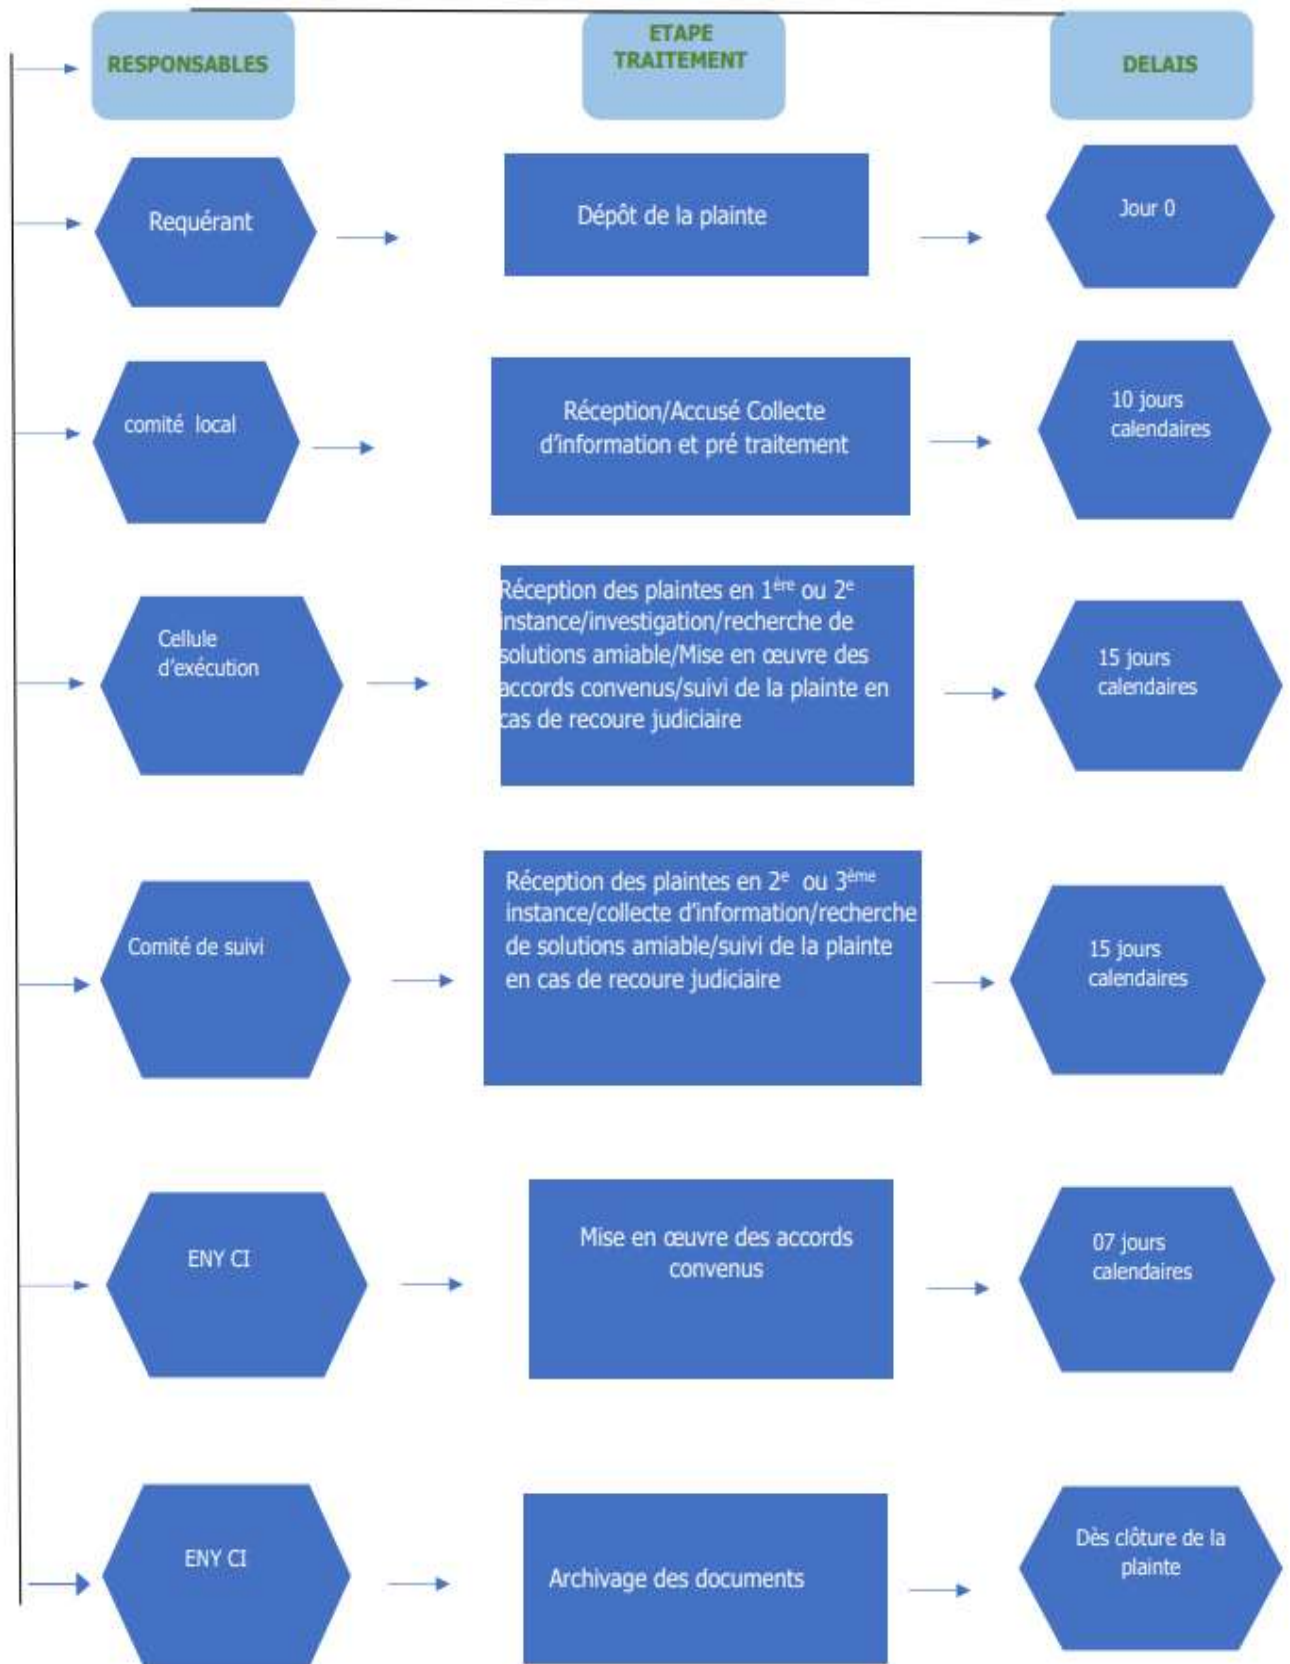 RESPONSABLES
ETAPE
TRAITEMENT
DELAIS
Requérant
Dépôt de la plainte
Jour 0
comité local
Réception/Accusé Collecte
d'information et pré traitement
10 jours
calendaires
Cellule
d'exécution
Réception des plaintes en 1ère ou 2e
instance/investigation/recherche de
solutions amiable/Mise en œuvre des
accords convenus/suivi de la plainte en
cas de recoure judiciaire
15 jours
calendaires
Comité de suivi
Réception des plaintes en 2e ou 3ème
instance/collecte d'information/recherche
de solutions amiable/suivi de la plainte
en cas de recoure judiciaire
15 jours
calendaires
ENY CI
Mise en œuvre des accords
convenus
07 jours
calendaires
ENY CI
Archivage des documents
Dès clôture de la
plainte